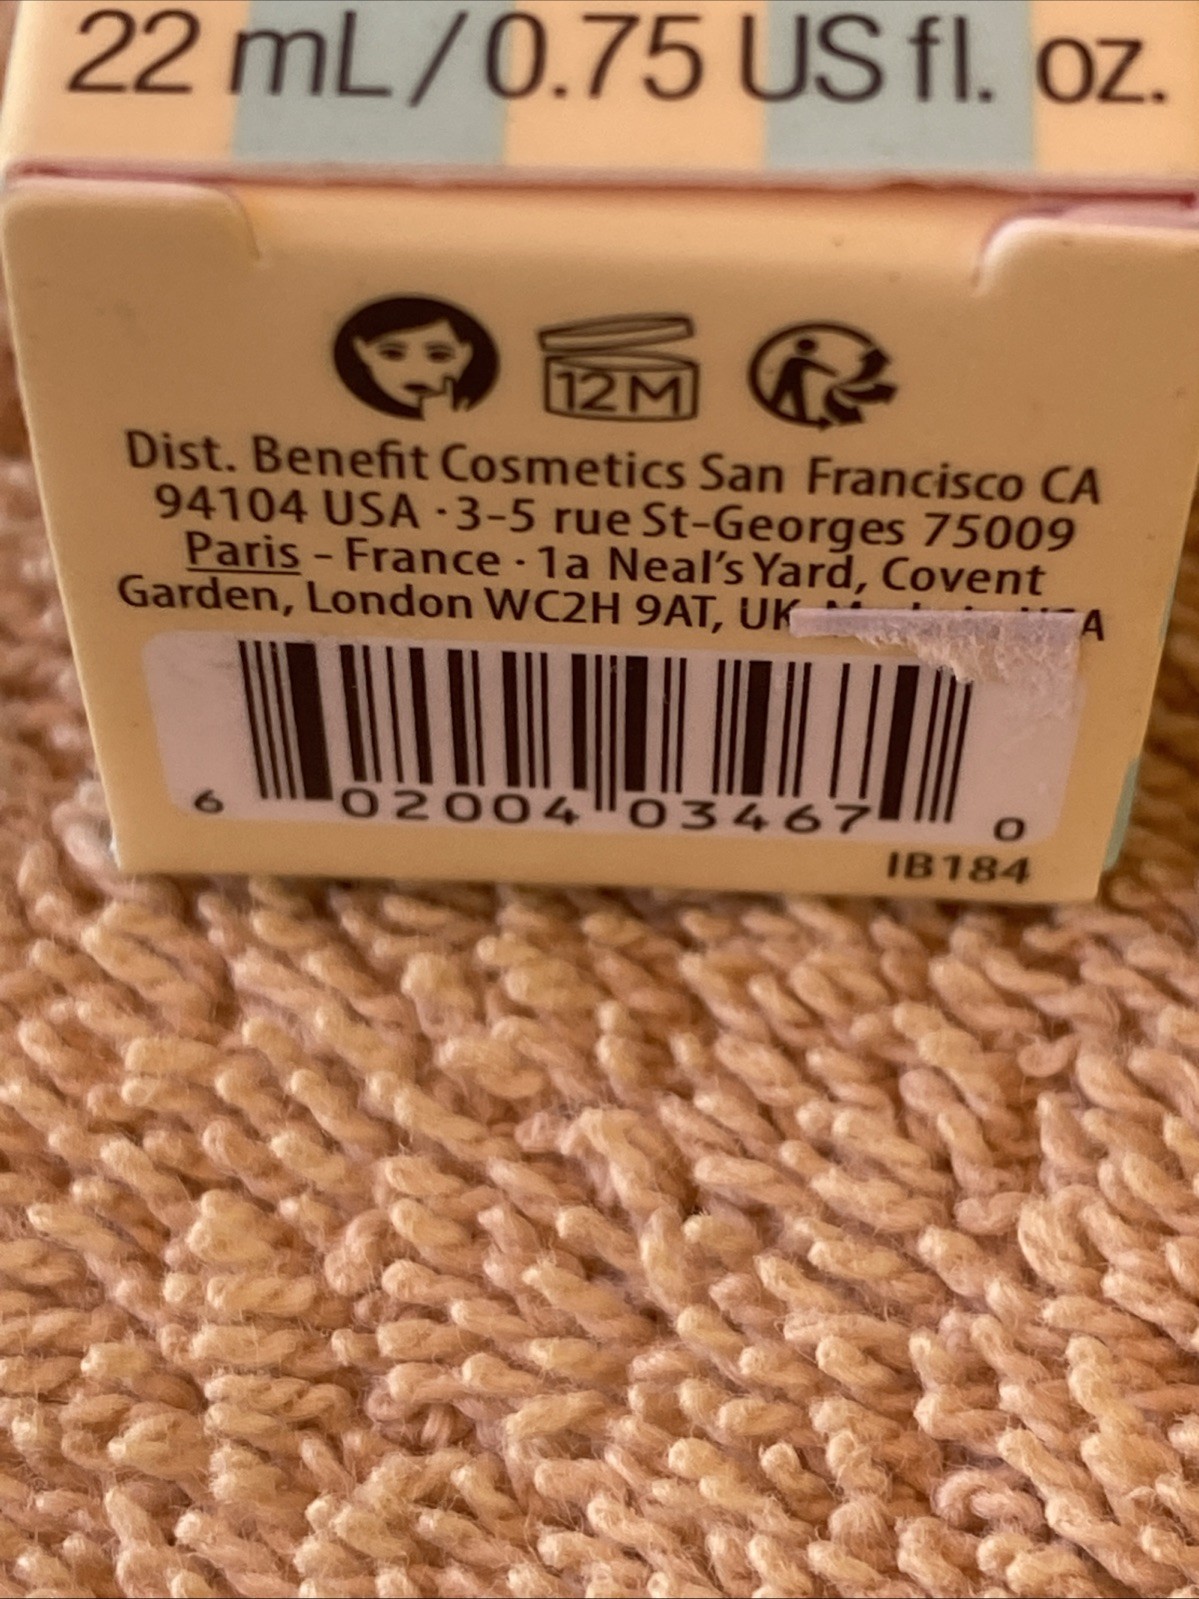 22 mL/0.75 US fl. oz.
12M
Dist. Benefit Cosmetics San Francisco CA
94104 USA · 3-5 rue St-Georges 75009
Paris - France · 1a Neal's Yard, Covent
Garden, London WC2H 9AT, UK
6 02004 03467 0
IB184